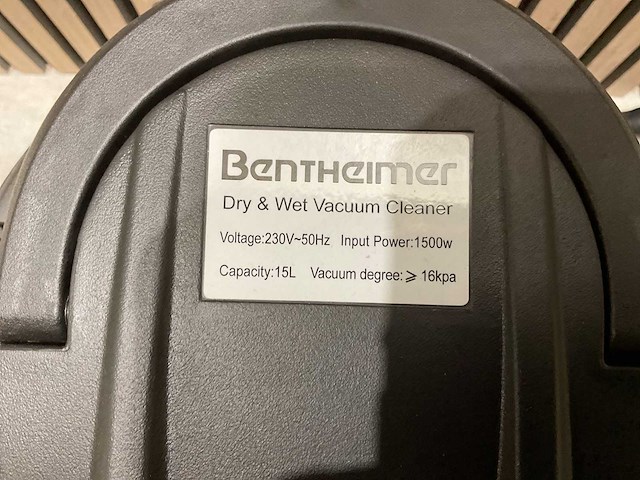 Bentheimer
Dry & Wet Vacuum Cleaner
Voltage:230V~50Hz Input Power:1500w
Capacity:15L Vacuum degree:⩾ 16kpa